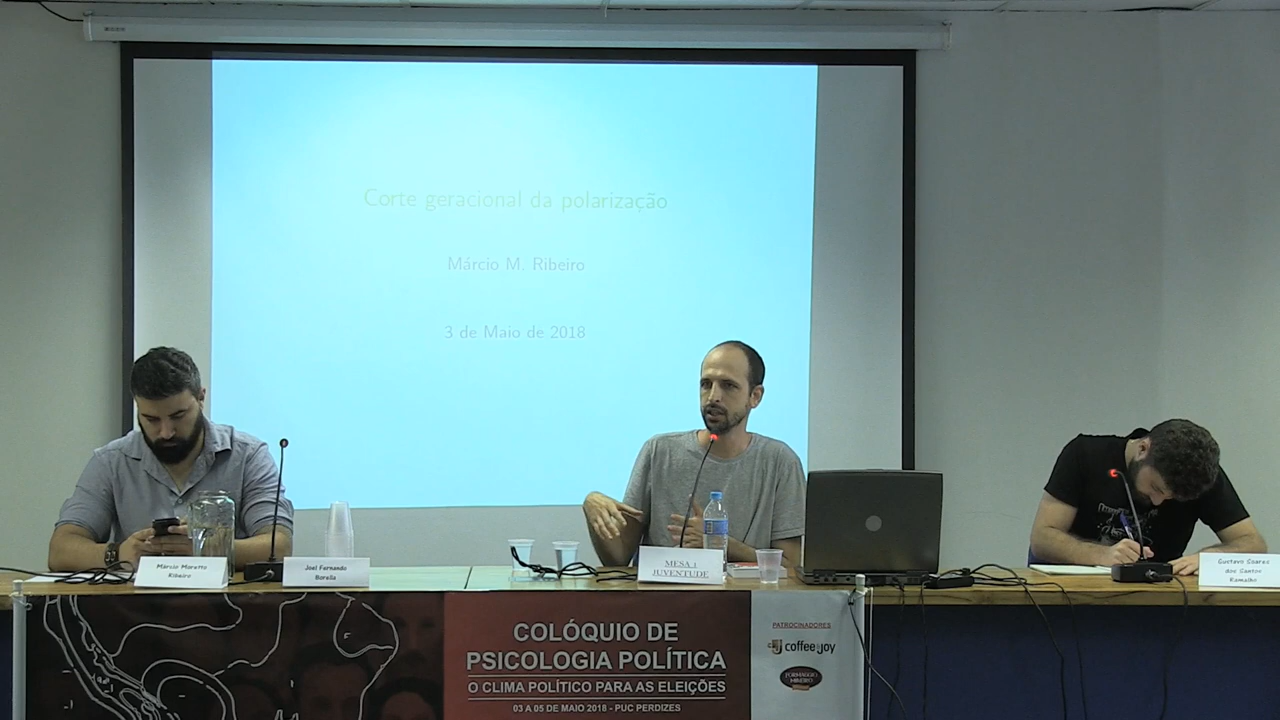 Corte geracional da polarização
Márcio M. Ribeiro
3 de Maio de 2018
Márcio Moretto
Ribeiro
Joel Fernando
Borella
MESA 1
JUVENTUDE
Gustavo Soares
dos Santos
Ramalho
COLÓQUIO DE
PSICOLOGIA POLÍTICA
O CLIMA POLÍTICO PARA AS ELEIÇÕES
03 A 05 DE MAIO 2018 - PUC PERDIZES
PATROCINADORES
coffee joy
FORMAGGIO
MINEIRO